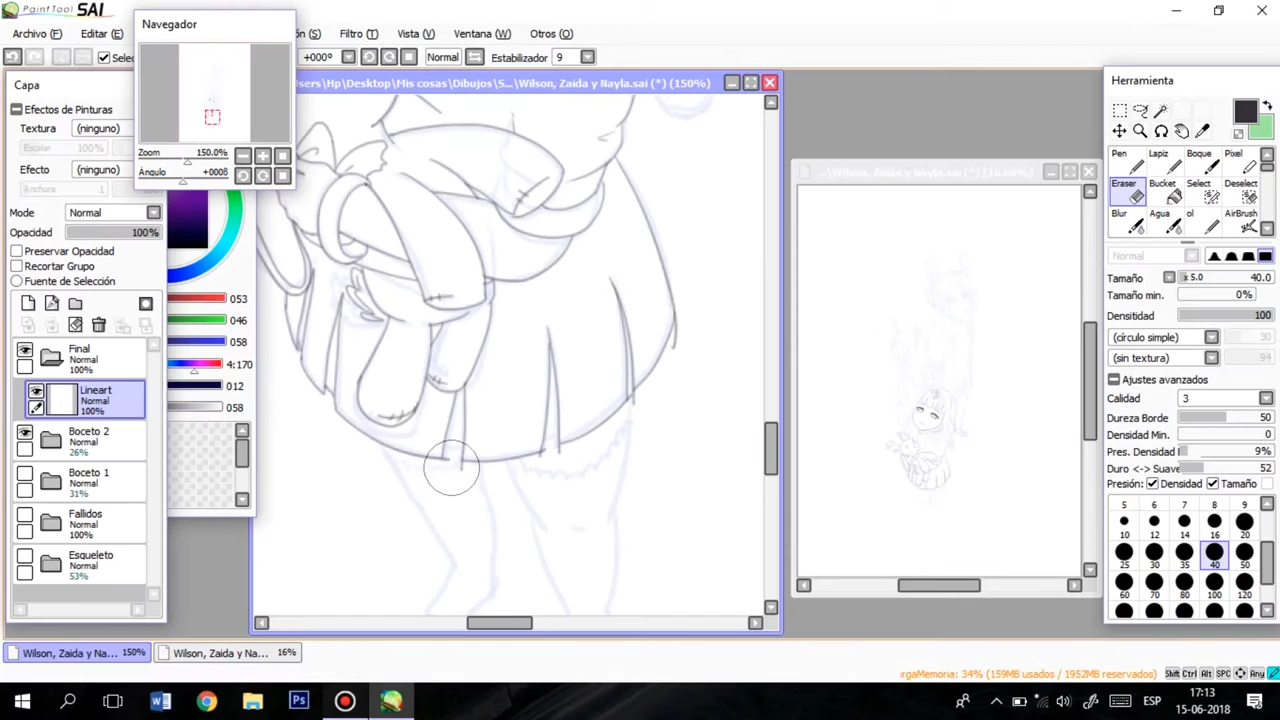 PaintTool SAI
Archivo (F)
Editar (E)
ón (S)
Filtro (T)
Vista (V)
Ventana (W)
Otros (O)
Selec
+000º
Normal
Estabilizador
9
Navegador
Zoom
150.0%
Ángulo
Capa
Efectos de Pinturas
Textura
(ninguno)
Escalar
100%
Efecto
(ninguno)
Anchura
1
Mode
Normal
Opacidad
100%
Preservar Opacidad
Recortar Grupo
Fuente de Selección
Final
Normal
100%
Lineart
Normal
100%
Boceto 2
Normal
26%
Boceto 1
Normal
31%
Fallidos
Normal
100%
Esqueleto
Normal
53%
053
046
058
4:170
012
058
sers\Hp\Desktop\Mis cosas\Dibujos\S...\Wilson, Zaida y Nayla.sai (*) (150%)
...\Wilson, Zaida y Nayla.sai (*) (16.66%)
Herramienta
Pen
Lapiz
Boque
Pixel
Eraser
Bucket
Select
Deselect
Blur
Agua
ol
AirBrush
Normal
Tamaño
x 5.0
40.0
Tamaño min.
0%
Densitidad
100
(círculo simple)
30
(sin textura)
94
Ajustes avanzados
Calidad
3
Dureza Borde
50
Densidad Min.
0
Pres. Densidad
9%
Duro <-> Suave
52
Presión:
Densidad
Tamaño
5 6 7 8 9
10 12 14 16 20
25 30 35 40 50
60 70 80 100 120
Wilson, Zaida y Na...
150%
Wilson, Zaida y Na...
16%
rgaMemoria: 34% (159MB usados / 1952MB reservados)
Shift Ctrl Alt SPC Any
ESP
17:13
15-06-2018